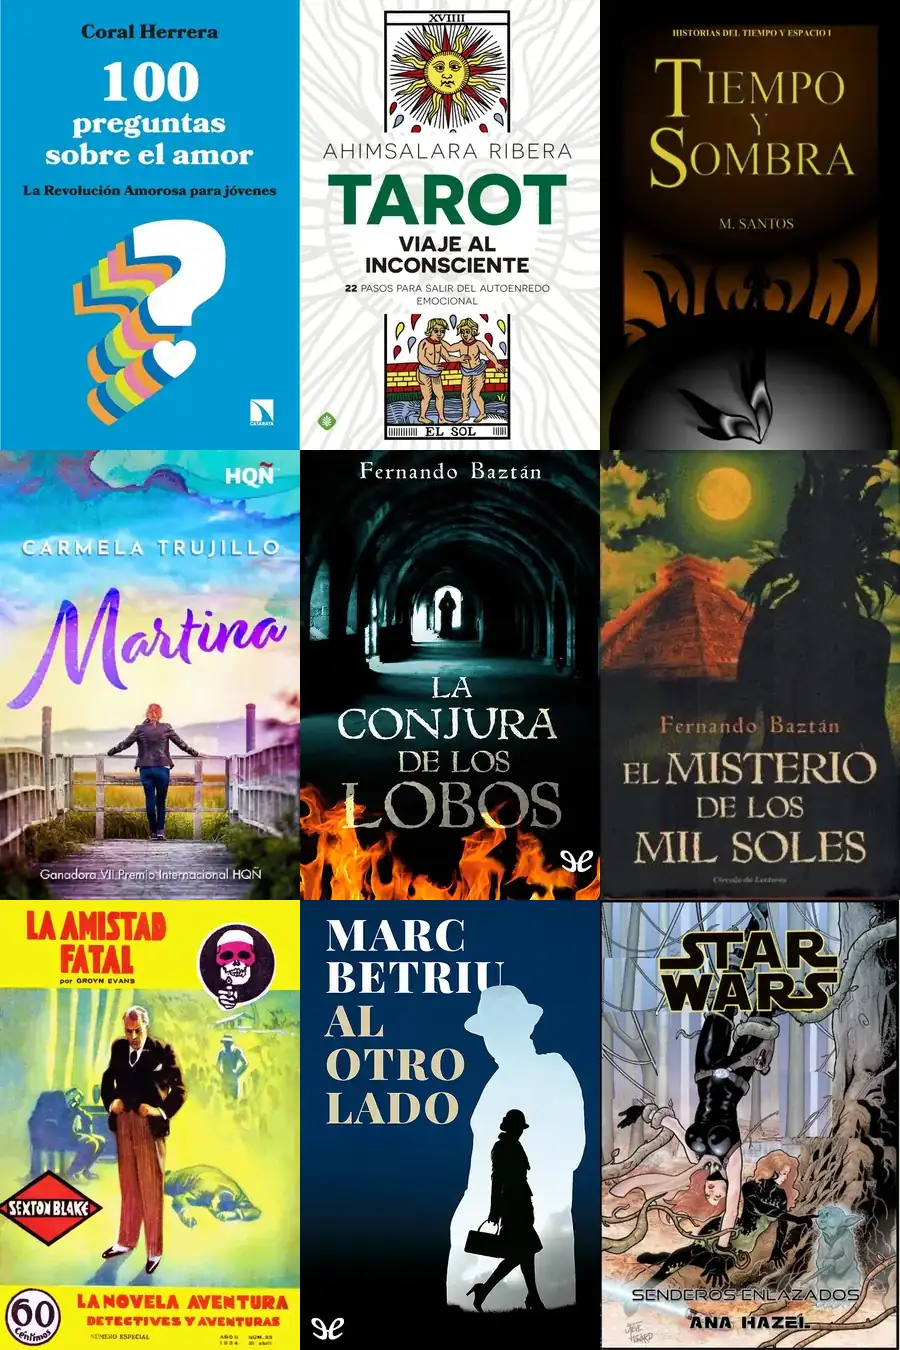 Coral Herrera
100
preguntas
sobre el amor
La Revolución Amorosa para jóvenes
CATARATA
XVIIII
AHIMSALARA RIBERA
TAROT
VIAJE AL
INCONSCIENTE
22 PASOS PARA SALIR DEL AUTOENREDO
EMOCIONAL
EL SOL
HISTORIAS DEL TIEMPO Y ESPACIO I
TIEMPO
Y
SOMBRA
M. SANTOS
HQÑ
CARMELA TRUJILLO
Martina
Ganadora VII Premio Internacional HQÑ
Fernando Baztán
LA
CONJURA
DE LOS
LOBOS
Fernando Baztán
EL MISTERIO
DE LOS
MIL SOLES
Círculo de Lectores
LA AMISTAD
FATAL
por GROYN EVANS
SEXTON BLAKE
60
Céntimos
LA NOVELA AVENTURA
DETECTIVES Y AVENTURAS
NÚMERO ESPECIAL
AÑO II
MARC
BETRIU
AL
OTRO
LADO
STAR
WARS
SENDEROS ENLAZADOS
ANA HAZEL